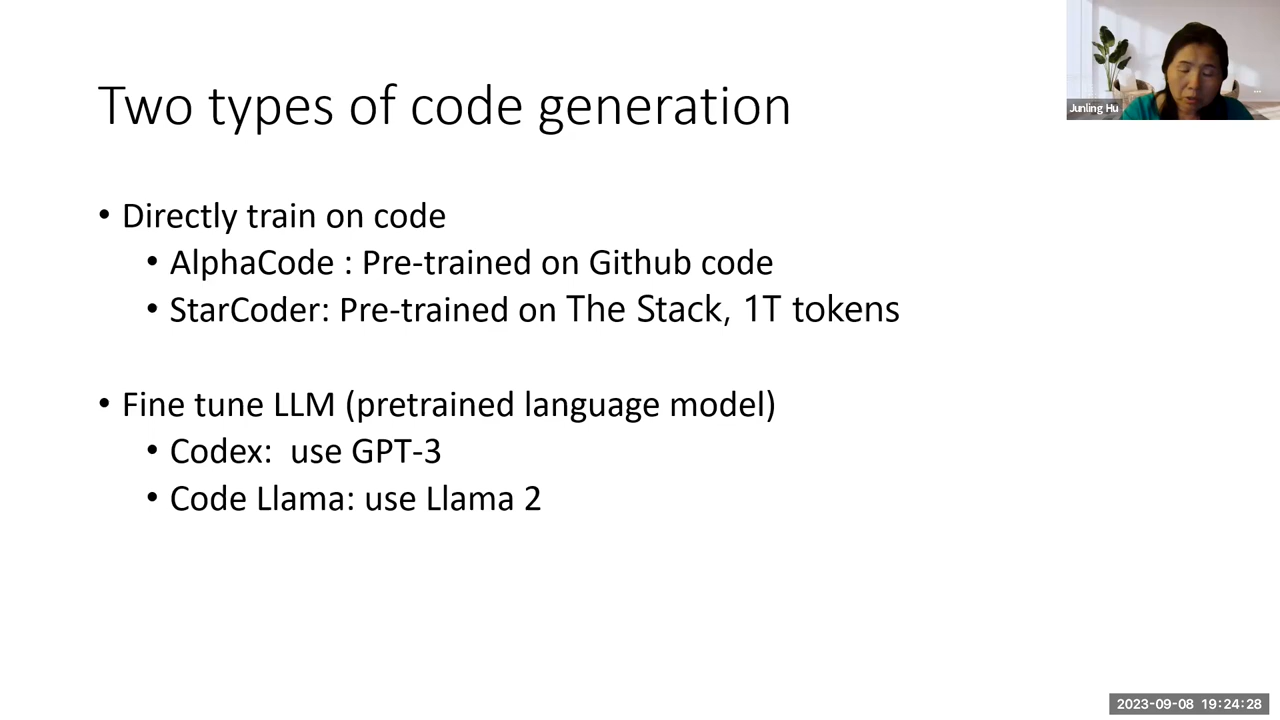 Two types of code generation
Junling Hu
• Directly train on code
• AlphaCode : Pre-trained on Github code
• StarCoder: Pre-trained on The Stack, 1T tokens
• Fine tune LLM (pretrained language model)
• Codex:  use GPT-3
• Code Llama: use Llama 2
2023-09-08 19:24:28